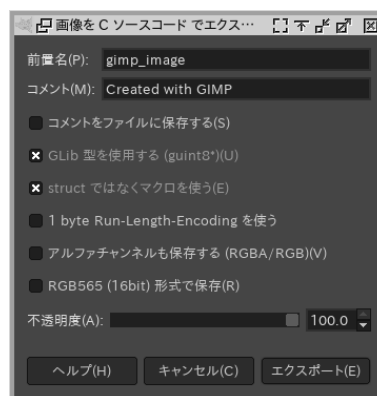 画像を C ソースコード でエクス…
前置名(P): gimp_image
コメント(M): Created with GIMP
コメントをファイルに保存する(S)
GLib 型を使用する (guint8*)(U)
struct ではなくマクロを使う(E)
1 byte Run-Length-Encoding を使う
アルファチャンネルも保存する (RGBA/RGB)(V)
RGB565 (16bit) 形式で保存(R)
不透明度(A): 100.0
ヘルプ(H) キャンセル(C) エクスポート(E)